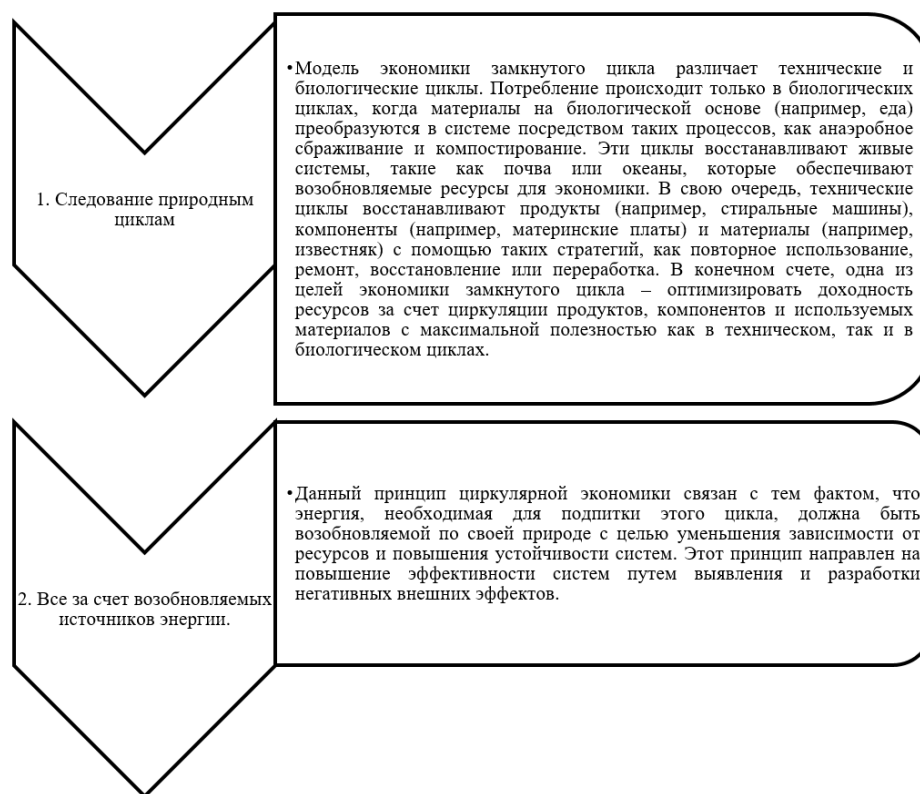 1. Следование природным
циклам
•Модель экономики замкнутого цикла различает технические и
биологические циклы. Потребление происходит только в биологических
циклах, когда материалы на биологической основе (например, еда)
преобразуются в системе посредством таких процессов, как анаэробное
сбраживание и компостирование. Эти циклы восстанавливают живые
системы, такие как почва или океаны, которые обеспечивают
возобновляемые ресурсы для экономики. В свою очередь, технические
циклы восстанавливают продукты (например, стиральные машины),
компоненты (например, материнские платы) и материалы (например,
известняк) с помощью таких стратегий, как повторное использование,
ремонт, восстановление или переработка. В конечном счете, одна из
целей экономики замкнутого цикла – оптимизировать доходность
ресурсов за счет циркуляции продуктов, компонентов и используемых
материалов с максимальной полезностью как в техническом, так и в
биологическом циклах.
2. Все за счет возобновляемых
источников энергии.
•Данный принцип циркулярной экономики связан с тем фактом, что
энергия, необходимая для подпитки этого цикла, должна быть
возобновляемой по своей природе с целью уменьшения зависимости от
ресурсов и повышения устойчивости систем. Этот принцип направлен на
повышение эффективности систем путем выявления и разработки
негативных внешних эффектов.